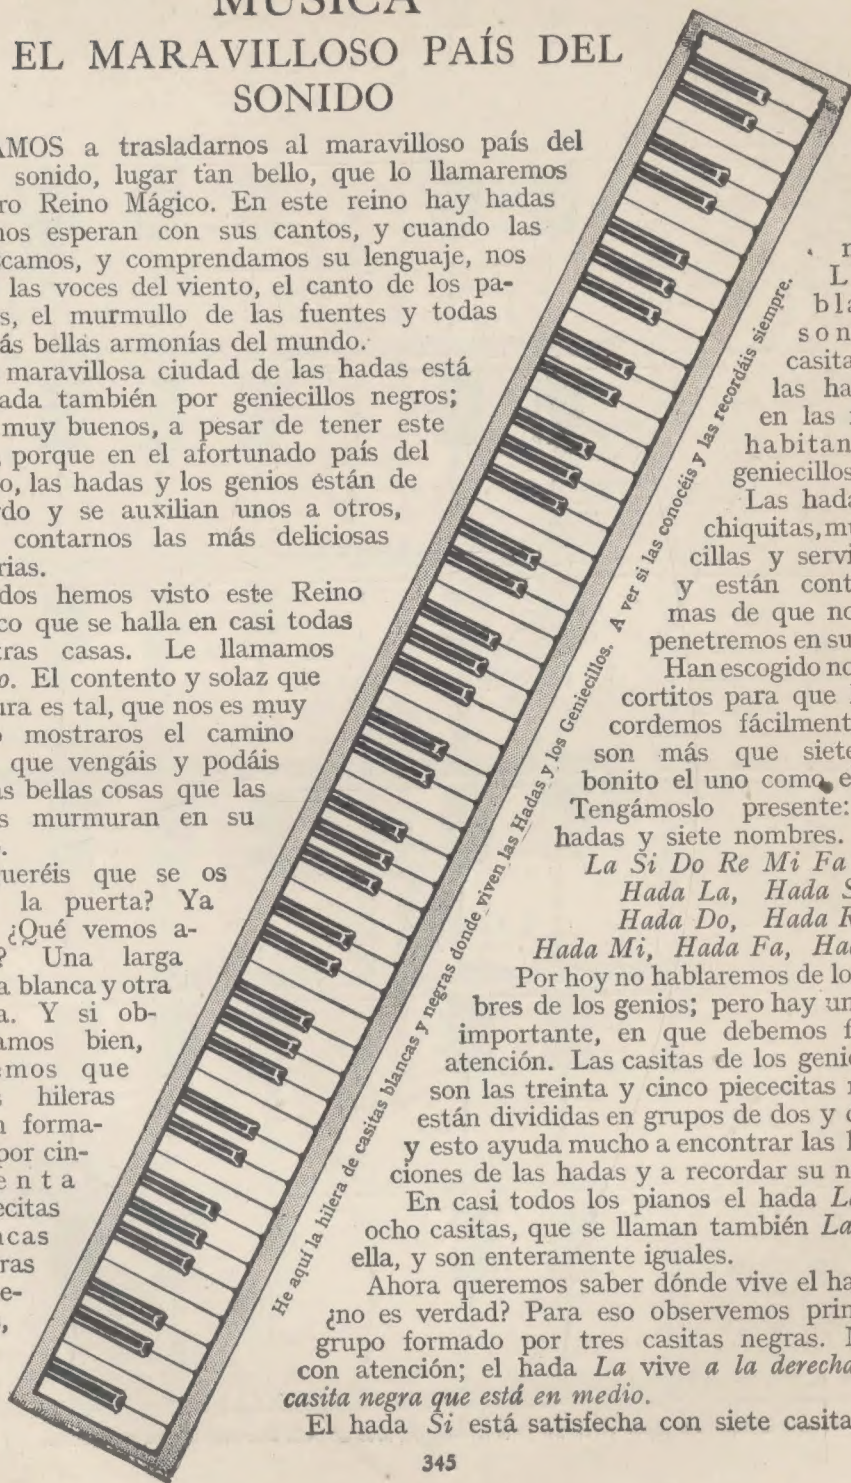 MÚSICA
EL MARAVILLOSO PAÍS DEL
SONIDO
AMOS a trasladarnos al maravilloso país del
sonido, lugar tan bello, que lo llamaremos
ro Reino Mágico. En este reino hay hadas
nos esperan con sus cantos, y cuando las
scamos, y comprendamos su lenguaje, nos
las voces del viento, el canto de los pa-
s, el murmullo de las fuentes y todas
ás bellas armonías del mundo.
maravillosa ciudad de las hadas está
ada también por geniecillos negros;
muy buenos, a pesar de tener este
porque en el afortunado país del
o, las hadas y los genios están de
rdo y se auxilian unos a otros,
contarnos las más deliciosas
rias.
dos hemos visto este Reino
co que se halla en casi todas
tras casas. Le llamamos
o. El contento y solaz que
ura es tal, que nos es muy
mostraros el camino
que vengáis y podáis
as bellas cosas que las
s murmuran en su
ueréis que se os
la puerta? Ya
¿Qué vemos a-
? Una larga
a blanca y otra
a. Y si ob-
amos bien,
emos que
hileras
n forma-
por cin-
enta
ecitas
ncas
ras
e-
He aquí la hilera de casitas blancas y negras donde viven las Hadas y los Geniecillos. A ver si las conocéis y las recordáis siempre.
L
bla
son
casita
las ha
en las
habitan
geniecillos
Las hada
chiquitas, mu
cillas y servi
y están cont
mas de que no
penetremos en su
Han escogido no
cortitos para que
cordemos fácilment
son más que siete
bonito el uno como e
Tengámoslo presente:
hadas y siete nombres.
La Si Do Re Mi Fa
Hada La, Hada S
Hada Do, Hada R
Hada Mi, Hada Fa, Had
Por hoy no hablaremos de lo
bres de los genios; pero hay un
importante, en que debemos f
atención. Las casitas de los genie
son las treinta y cinco piececitas n
están divididas en grupos de dos y d
y esto ayuda mucho a encontrar las h
ciones de las hadas y a recordar su n
En casi todos los pianos el hada La
ocho casitas, que se llaman también La
ella, y son enteramente iguales.
Ahora queremos saber dónde vive el ha
¿no es verdad? Para eso observemos prim
grupo formado por tres casitas negras. M
con atención; el hada La vive a la derecha
casita negra que está en medio.
El hada Si está satisfecha con siete casita
345